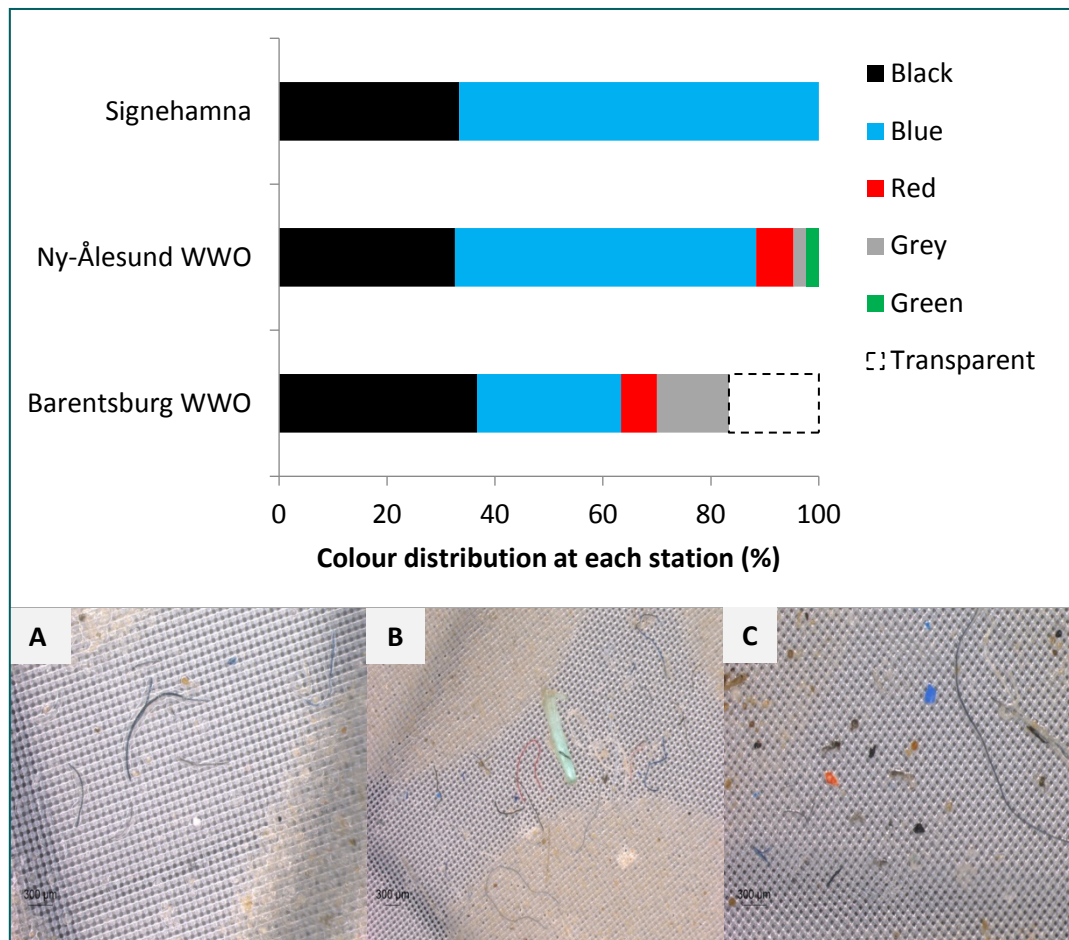 Signehamna
Ny-Ålesund WWO
Barentsburg WWO
0 20 40 60 80 100
Colour distribution at each station (%)
Black
Blue
Red
Grey
Green
Transparent
A
B
C
300 µm
300 µm
300 µm